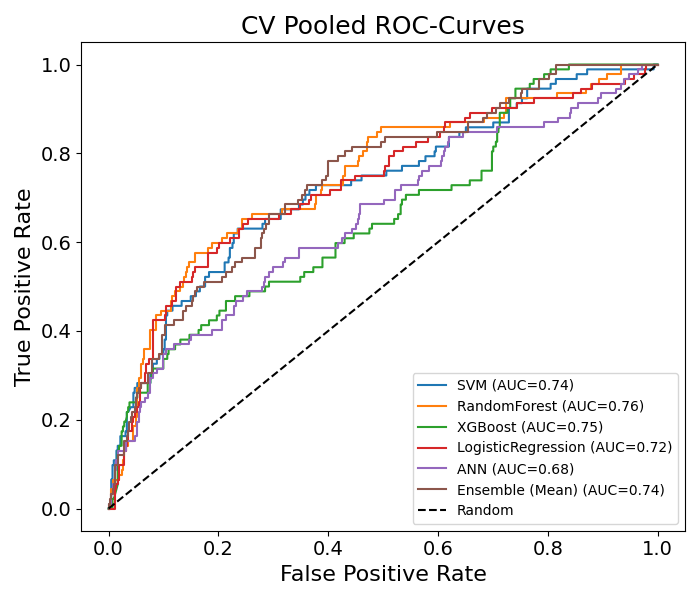 CV Pooled ROC-Curves
True Positive Rate
1.0
0.8
0.6
0.4
0.2
0.0
SVM (AUC=0.74)
RandomForest (AUC=0.76)
XGBoost (AUC=0.75)
LogisticRegression (AUC=0.72)
ANN (AUC=0.68)
Ensemble (Mean) (AUC=0.74)
Random
0.0 0.2 0.4 0.6 0.8 1.0
False Positive Rate